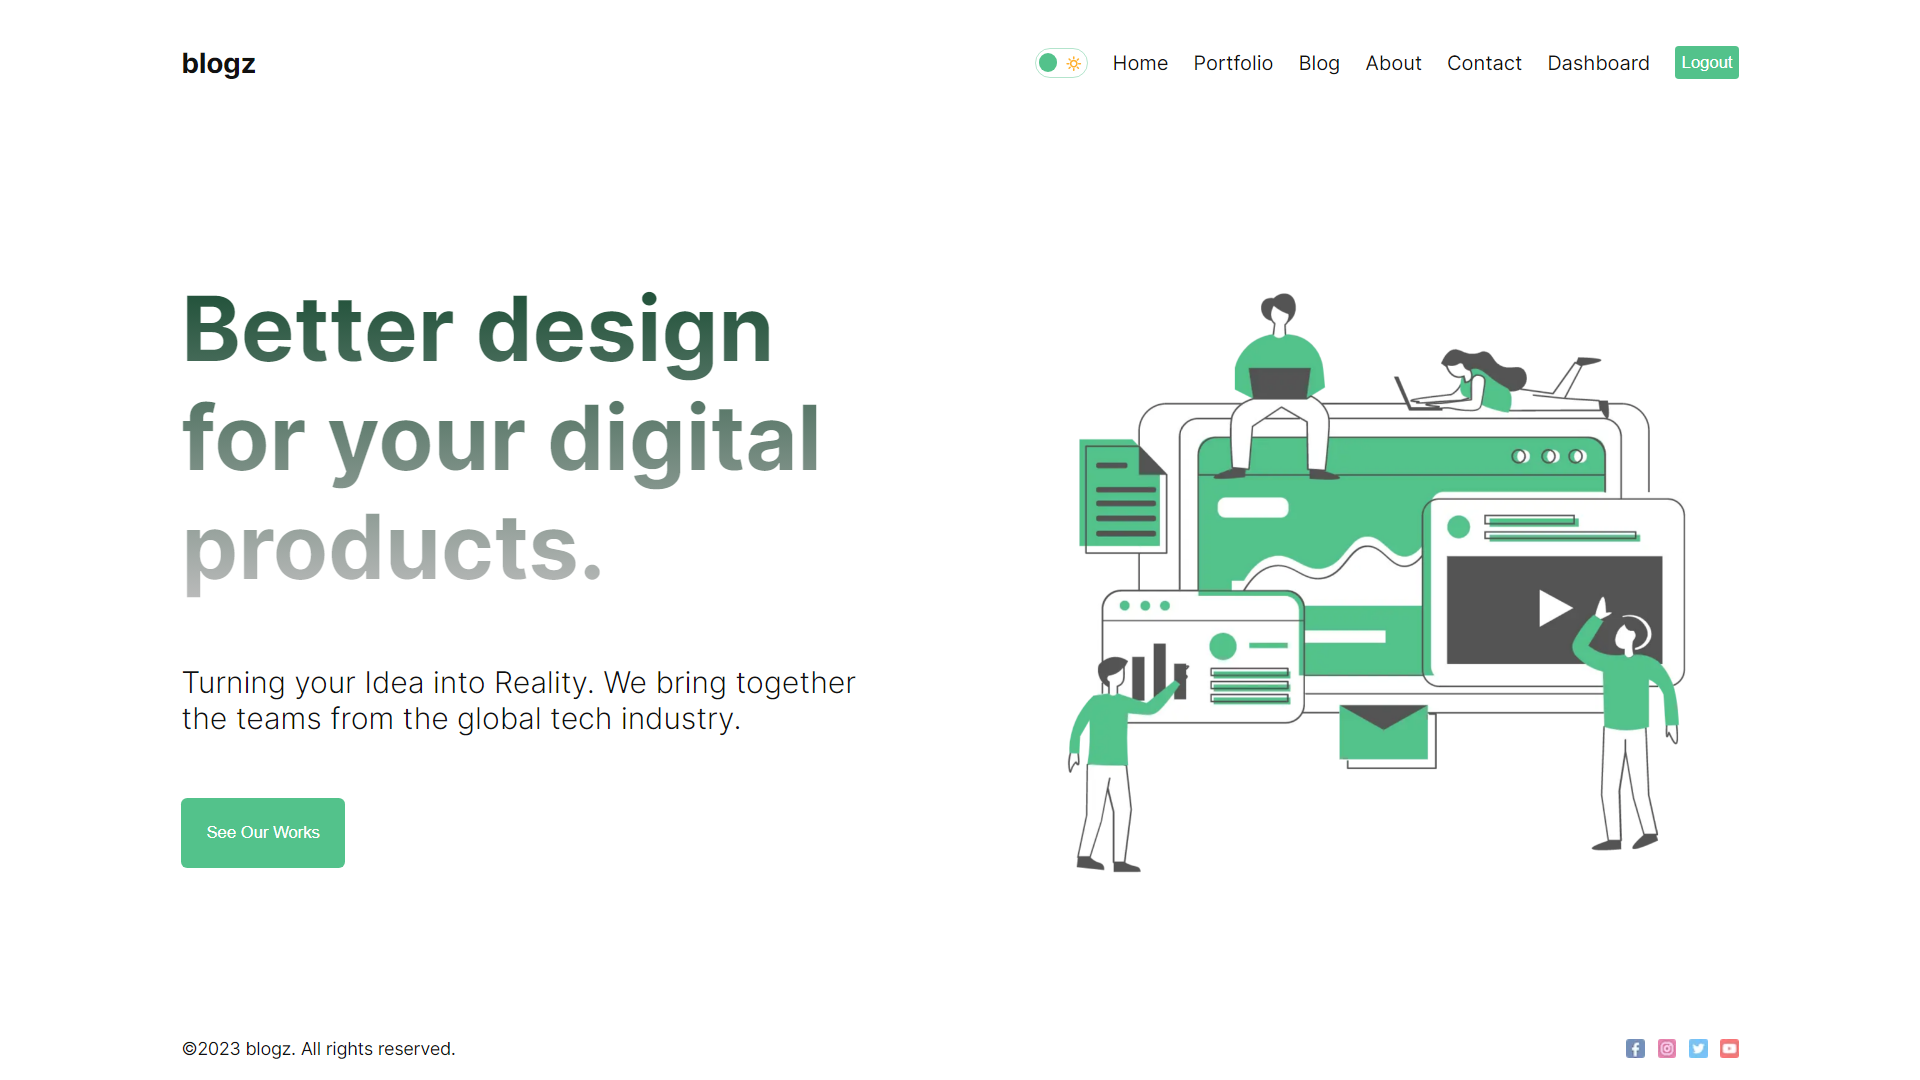 blogz
Home Portfolio Blog About Contact Dashboard Logout
Better design
for your digital
products.
Turning your Idea into Reality. We bring together
the teams from the global tech industry.
See Our Works
©2023 blogz. All rights reserved.